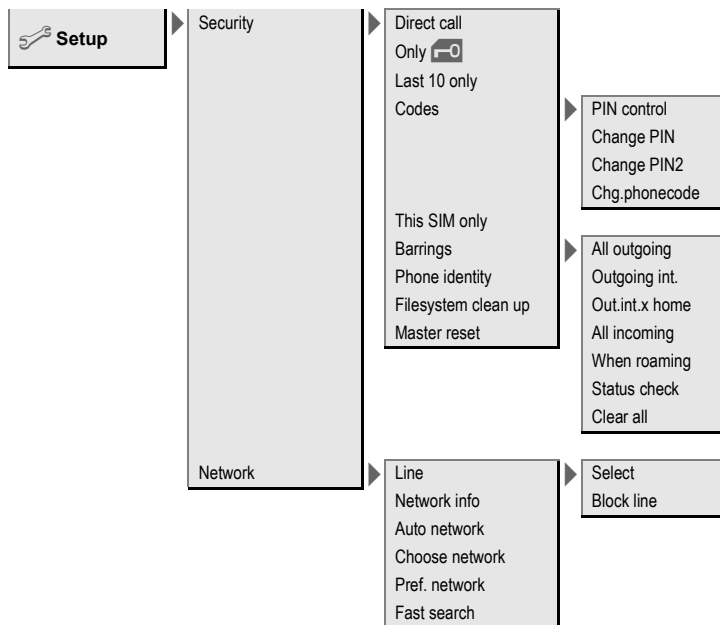 Setup
Security
Direct call
Only
Last 10 only
Codes
PIN control
Change PIN
Change PIN2
Chg.phonecode
This SIM only
Barrings
All outgoing
Outgoing int.
Out.int.x home
All incoming
When roaming
Status check
Clear all
Phone identity
Filesystem clean up
Master reset
Network
Line
Select
Block line
Network info
Auto network
Choose network
Pref. network
Fast search